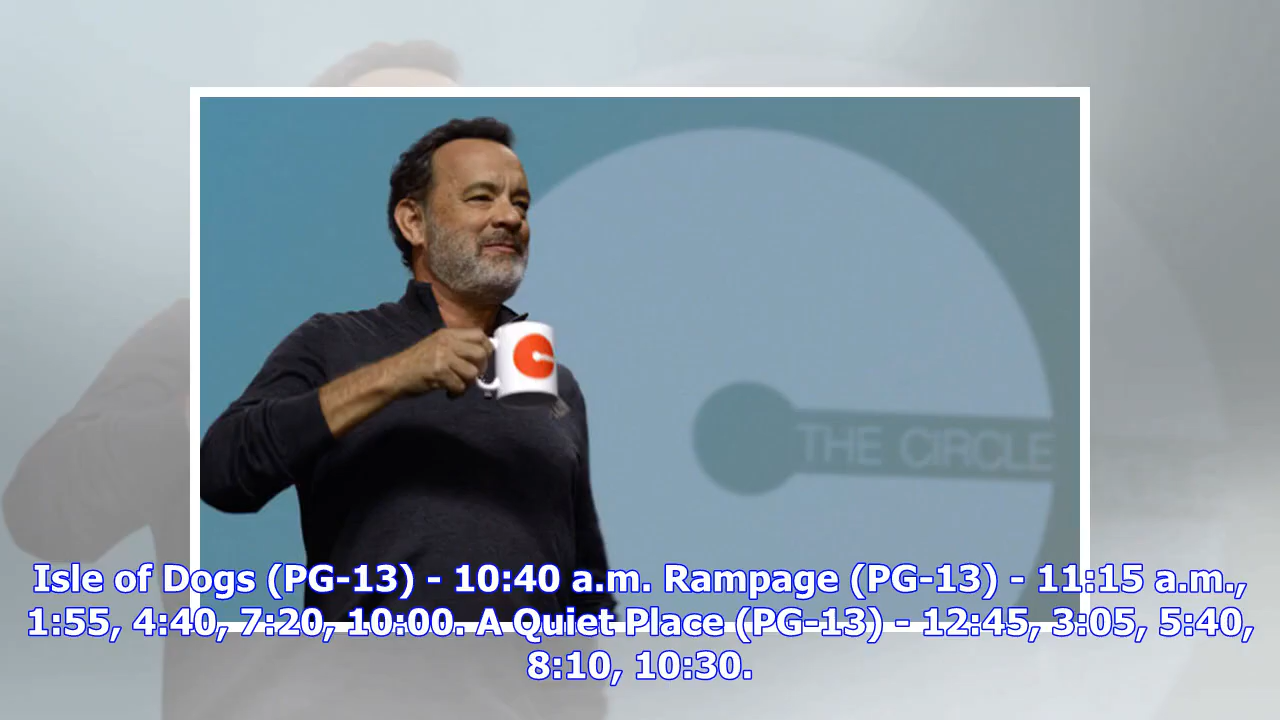 THE CIRCLE
Isle of Dogs (PG-13) - 10:40 a.m. Rampage (PG-13) - 11:15 a.m.,
1:55, 4:40, 7:20, 10:00. A Quiet Place (PG-13) - 12:45, 3:05, 5:40,
8:10, 10:30.